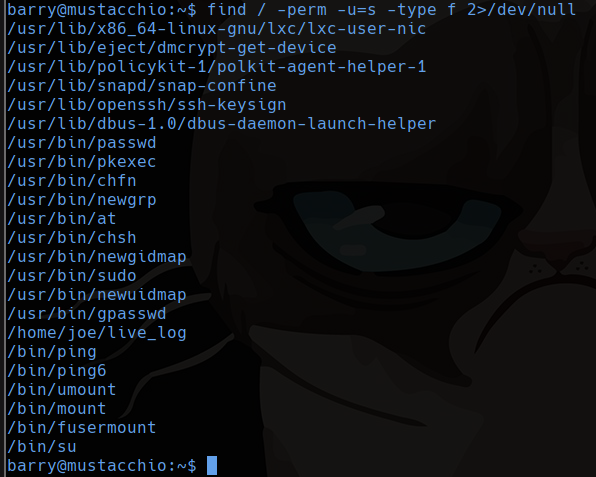 barry@mustacchio:~$ find / -perm -u=s -type f 2>/dev/null
/usr/lib/x86_64-linux-gnu/lxc/lxc-user-nic
/usr/lib/eject/dmcrypt-get-device
/usr/lib/policykit-1/polkit-agent-helper-1
/usr/lib/snapd/snap-confine
/usr/lib/openssh/ssh-keysign
/usr/lib/dbus-1.0/dbus-daemon-launch-helper
/usr/bin/passwd
/usr/bin/pkexec
/usr/bin/chfn
/usr/bin/newgrp
/usr/bin/at
/usr/bin/chsh
/usr/bin/newgidmap
/usr/bin/sudo
/usr/bin/newuidmap
/usr/bin/gpasswd
/home/joe/live_log
/bin/ping
/bin/ping6
/bin/umount
/bin/mount
/bin/fusermount
/bin/su
barry@mustacchio:~$